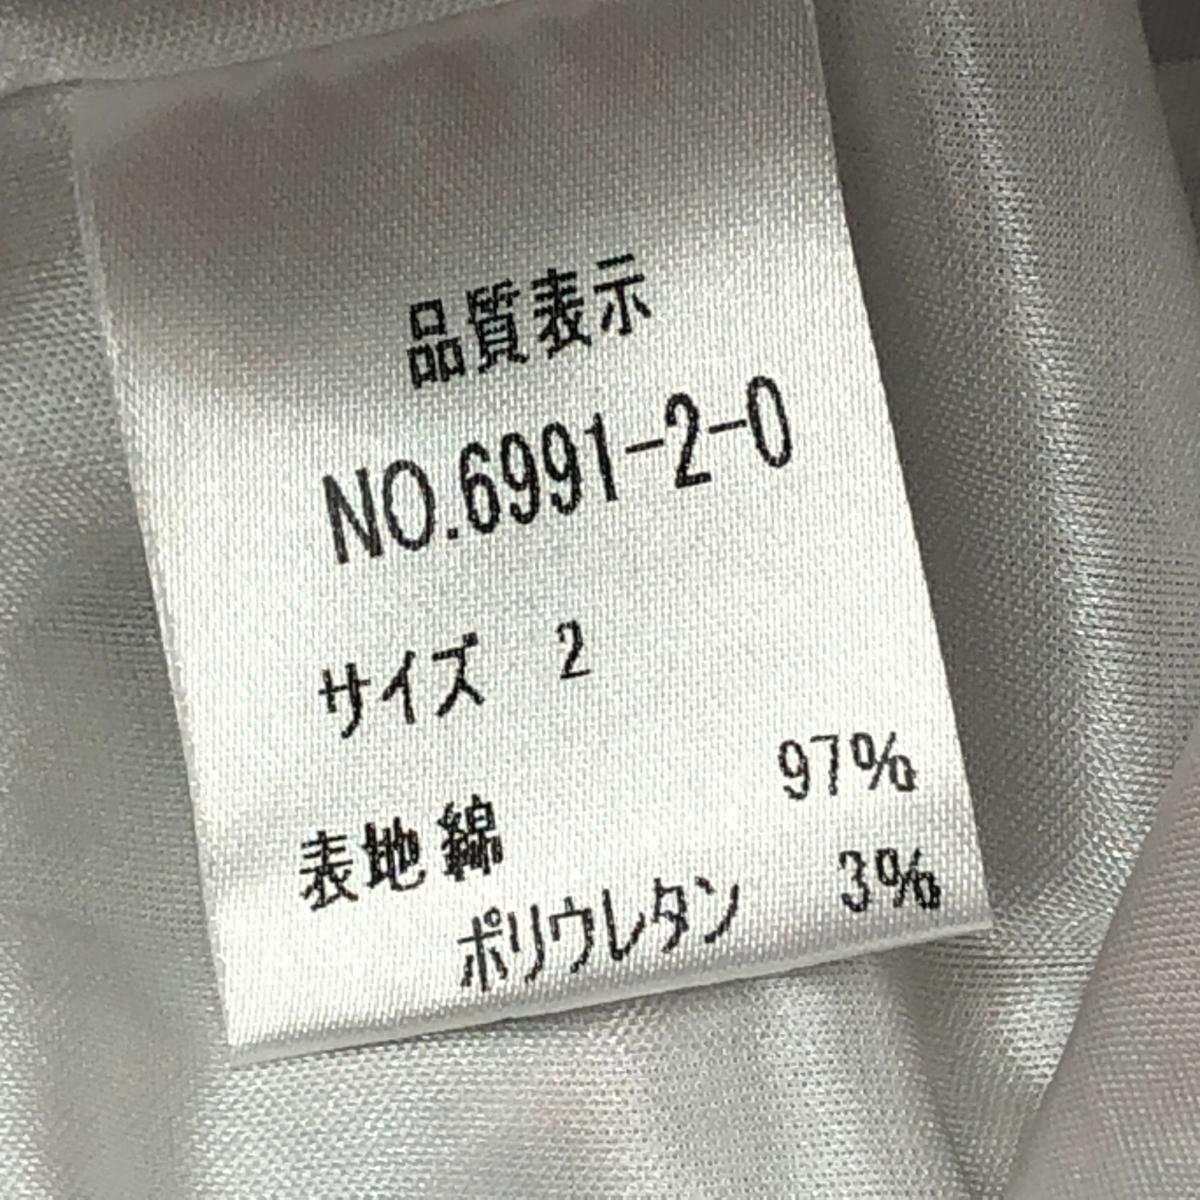 品質表示
NO.6991-2-0
サイズ 2
表地 綿 97%
ポリウレタン 3%